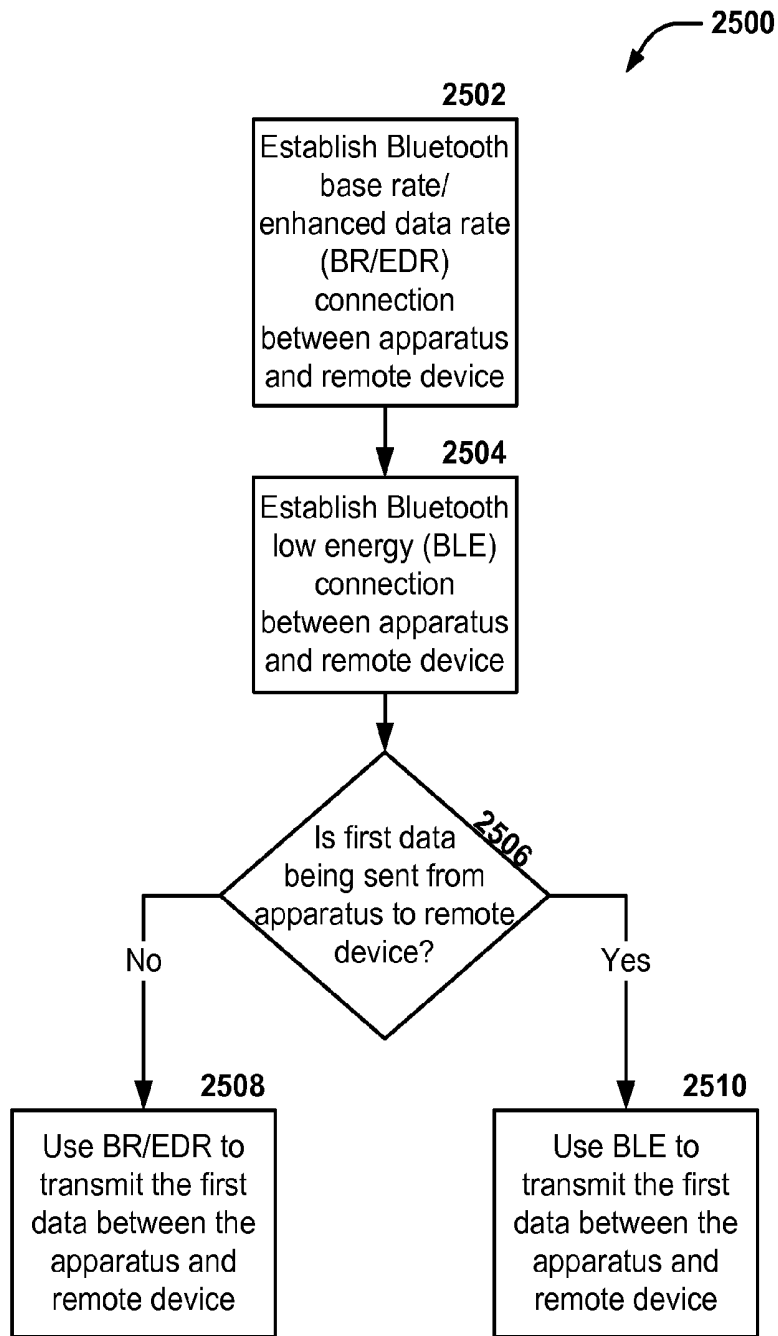 2500
2502
Establish Bluetooth
base rate/
enhanced data rate
(BR/EDR)
connection
between apparatus
and remote device
2504
Establish Bluetooth
low energy (BLE)
connection
between apparatus
and remote device
2506
Is first data
being sent from
apparatus to remote
device?
No
Yes
2508
Use BR/EDR to
transmit the first
data between the
apparatus and
remote device
2510
Use BLE to
transmit the first
data between the
apparatus and
remote device